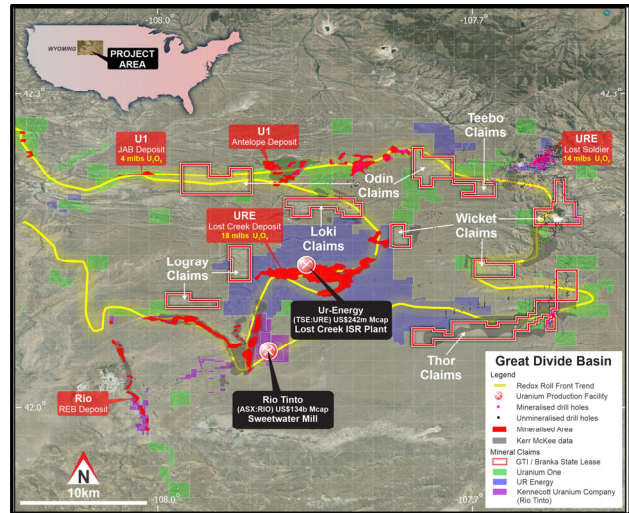 WYOMING
PROJECT
AREA
-108.0
-107.7
42.3
42.3
U1
JAB Deposit
4 mlbs U₃O₈
U1
Antelope Deposit
Teebo
Claims
URE
Lost Soldier
14 mlbs U₃O₈
Odin
Claims
URE
Lost Creek Deposit
18 mlbs U₃O₈
Loki
Claims
Wicket
Claims
Logray
Claims
Ur-Energy
(TSE:URE) US$242m Mcap
Lost Creek ISR Plant
Rio Tinto
(ASX:RIO) US$134b Mcap
Sweetwater Mill
Thor
Claims
Rio
REB Deposit
42.0
N
10km
-108.0
-107.7
Great Divide Basin
Legend
Redox Roll Front Trend
Uranium Production Facility
Mineralised drill holes
Unmineralised drill holes
Mineralised Area
Kerr McKee data
Mineral Claims
GTI / Branka State Lease
Uranium One
UR Energy
Kennecott Uranium Company
(Rio Tinto)